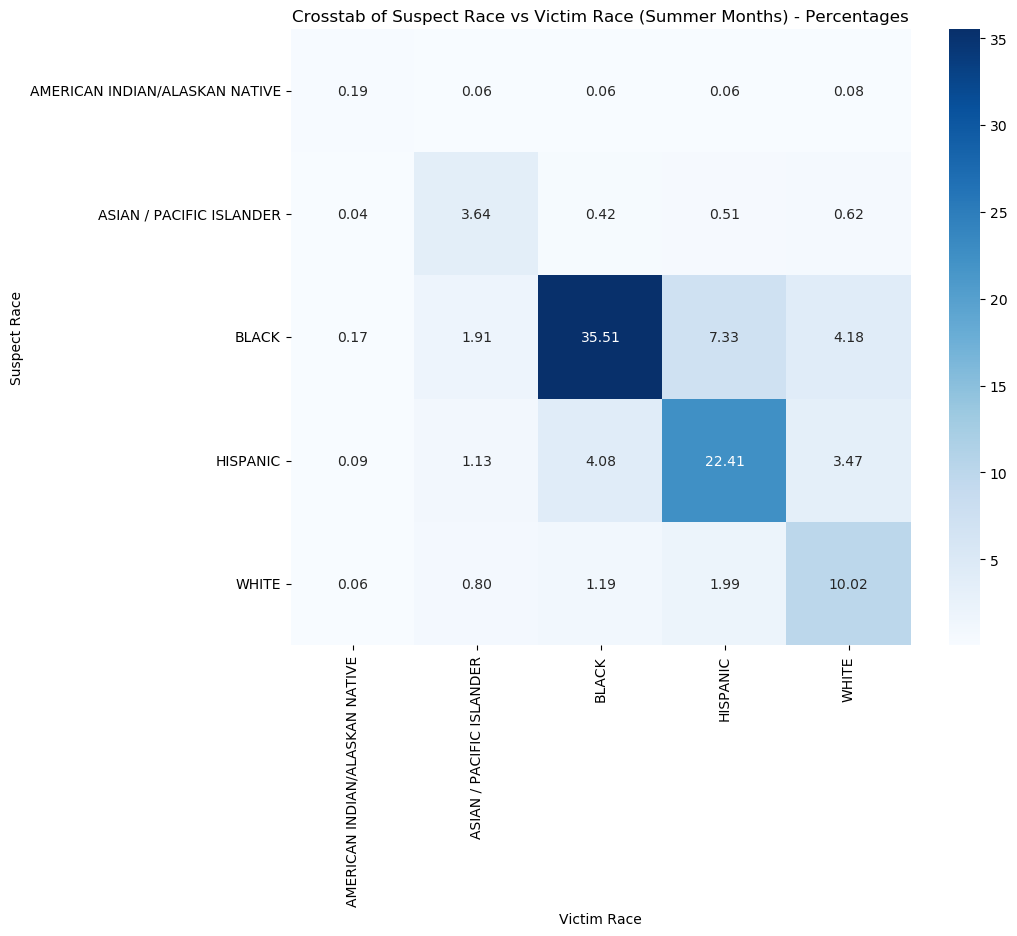 Crosstab of Suspect Race vs Victim Race (Summer Months) - Percentages
AMERICAN INDIAN/ALASKAN NATIVE 0.19 0.06 0.06 0.06 0.08
ASIAN / PACIFIC ISLANDER 0.04 3.64 0.42 0.51 0.62
BLACK 0.17 1.91 35.51 7.33 4.18
HISPANIC 0.09 1.13 4.08 22.41 3.47
WHITE 0.06 0.80 1.19 1.99 10.02
Suspect Race
AMERICAN INDIAN/ALASKAN NATIVE
ASIAN / PACIFIC ISLANDER
BLACK
HISPANIC
WHITE
Victim Race
35
30
25
20
15
10
5